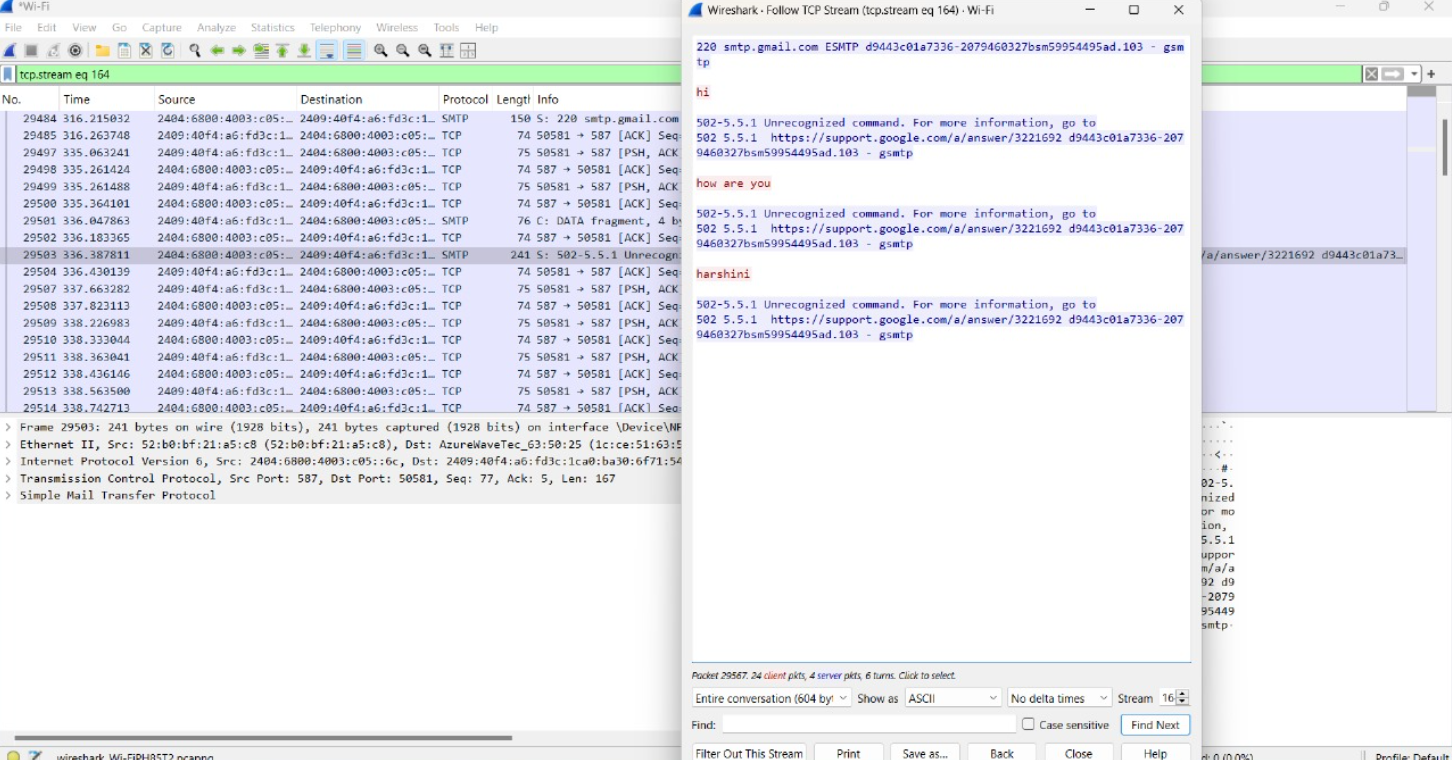 *Wi-Fi
File Edit View Go Capture Analyze Statistics Telephony Wireless Tools Help
tcp.stream eq 164
No. Time Source Destination Protocol Lengtl Info
29484 316.215032 2404:6800:4003:c05:… 2409:40f4:a6:fd3c:1… SMTP 150 S: 220 smtp.gmail.com
29485 316.263748 2409:40f4:a6:fd3c:1… 2404:6800:4003:c05:… TCP 74 50581 → 587 [ACK] Seq
29497 335.063241 2409:40f4:a6:fd3c:1… 2404:6800:4003:c05:… TCP 75 50581 → 587 [PSH, ACK
29498 335.261424 2404:6800:4003:c05:… 2409:40f4:a6:fd3c:1… TCP 74 587 → 50581 [ACK] Seq
29499 335.261488 2409:40f4:a6:fd3c:1… 2404:6800:4003:c05:… TCP 75 50581 → 587 [PSH, ACK
29500 335.364101 2404:6800:4003:c05:… 2409:40f4:a6:fd3c:1… TCP 74 587 → 50581 [ACK] Seq
29501 336.047863 2409:40f4:a6:fd3c:1… 2404:6800:4003:c05:… SMTP 76 C: DATA fragment, 4 by
29502 336.183365 2404:6800:4003:c05:… 2409:40f4:a6:fd3c:1… TCP 74 587 → 50581 [ACK] Seq
29503 336.387811 2404:6800:4003:c05:… 2409:40f4:a6:fd3c:1… SMTP 241 S: 502-5.5.1 Unrecogn /a/answer/3221692 d9443c01a73…
29504 336.430139 2409:40f4:a6:fd3c:1… 2404:6800:4003:c05:… TCP 74 50581 → 587 [ACK] Seq
29507 337.663282 2409:40f4:a6:fd3c:1… 2404:6800:4003:c05:… TCP 75 50581 → 587 [PSH, ACK
29508 337.823113 2404:6800:4003:c05:… 2409:40f4:a6:fd3c:1… TCP 74 587 → 50581 [ACK] Seq
29509 338.226983 2409:40f4:a6:fd3c:1… 2404:6800:4003:c05:… TCP 75 50581 → 587 [PSH, ACK
29510 338.333044 2404:6800:4003:c05:… 2409:40f4:a6:fd3c:1… TCP 74 587 → 50581 [ACK] Seq
29511 338.363041 2409:40f4:a6:fd3c:1… 2404:6800:4003:c05:… TCP 75 50581 → 587 [PSH, ACK
29512 338.436146 2404:6800:4003:c05:… 2409:40f4:a6:fd3c:1… TCP 74 587 → 50581 [ACK] Seq
29513 338.563500 2409:40f4:a6:fd3c:1… 2404:6800:4003:c05:… TCP 75 50581 → 587 [PSH, ACK
29514 338.742713 2404:6800:4003:c05:… 2409:40f4:a6:fd3c:1… TCP 74 587 → 50581 [ACK] Seq
Frame 29503: 241 bytes on wire (1928 bits), 241 bytes captured (1928 bits) on interface \Device\NF
Ethernet II, Src: 52:b0:bf:21:a5:c8 (52:b0:bf:21:a5:c8), Dst: AzureWaveTec_63:50:25 (1c:ce:51:63:5
Internet Protocol Version 6, Src: 2404:6800:4003:c05::6c, Dst: 2409:40f4:a6:fd3c:1ca0:ba30:6f71:54
Transmission Control Protocol, Src Port: 587, Dst Port: 50581, Seq: 77, Ack: 5, Len: 167
Simple Mail Transfer Protocol
Wireshark · Follow TCP Stream (tcp.stream eq 164) · Wi-Fi
220 smtp.gmail.com ESMTP d9443c01a7336-2079460327bsm59954495ad.103 - gsm
tp
hi
502-5.5.1 Unrecognized command. For more information, go to
502 5.5.1  https://support.google.com/a/answer/3221692 d9443c01a7336-207
9460327bsm59954495ad.103 - gsmtp
how are you
502-5.5.1 Unrecognized command. For more information, go to
502 5.5.1  https://support.google.com/a/answer/3221692 d9443c01a7336-207
9460327bsm59954495ad.103 - gsmtp
harshini
502-5.5.1 Unrecognized command. For more information, go to
502 5.5.1  https://support.google.com/a/answer/3221692 d9443c01a7336-207
9460327bsm59954495ad.103 - gsmtp
Packet 29567. 24 client pkts, 4 server pkts, 6 turns. Click to select.
Entire conversation (604 byt Show as ASCII No delta times Stream 16
Find: Case sensitive Find Next
Filter Out This Stream Print Save as... Back Close Help
02-5.
nized
or mo
ion,
5.5.1
uppor
m/a/a
92 d9
-2079
95449
smtp·
wireshark_Wi-FiPH85T2.pcapng
d: 0 (0.0%)
Profile: Default